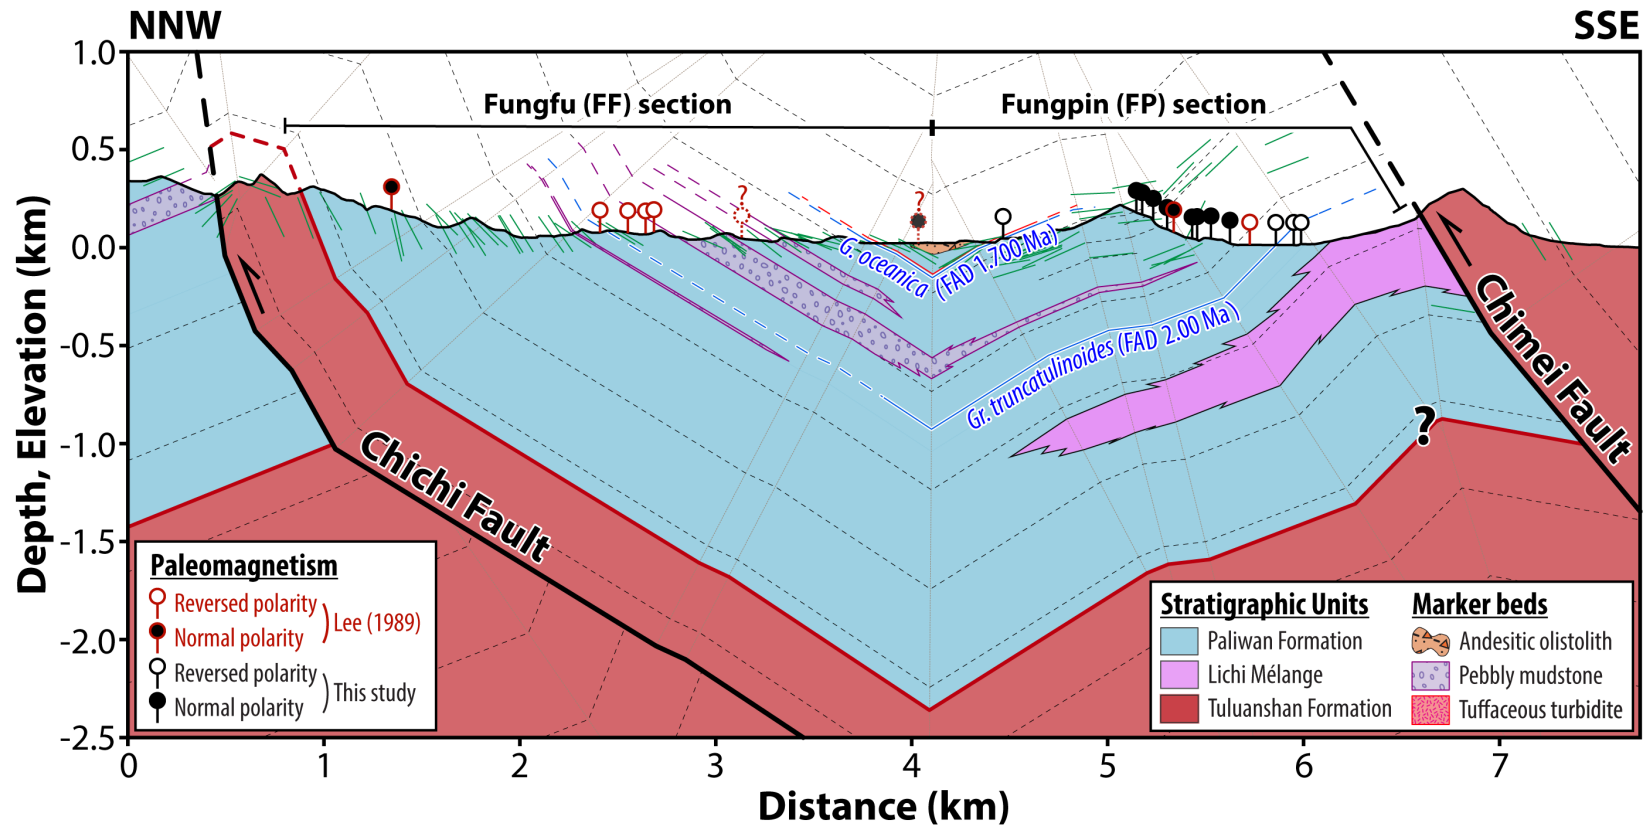 NNW
SSE
1.0
0.5
0.0
-0.5
-1.0
-1.5
-2.0
-2.5
Depth, Elevation (km)
Fungfu (FF) section
Fungpin (FP) section
?
?
G. oceanica (FAD 1.700 Ma)
Gr. truncatulinoides (FAD 2.00 Ma)
Chimei Fault
?
Chichi Fault
Paleomagnetism
Reversed polarity
Normal polarity
Lee (1989)
Reversed polarity
Normal polarity
This study
Stratigraphic Units
Paliwan Formation
Lichi Mélange
Tuluanshan Formation
Marker beds
Andesitic olistolith
Pebbly mudstone
Tuffaceous turbidite
0 1 2 3 4 5 6 7
Distance (km)